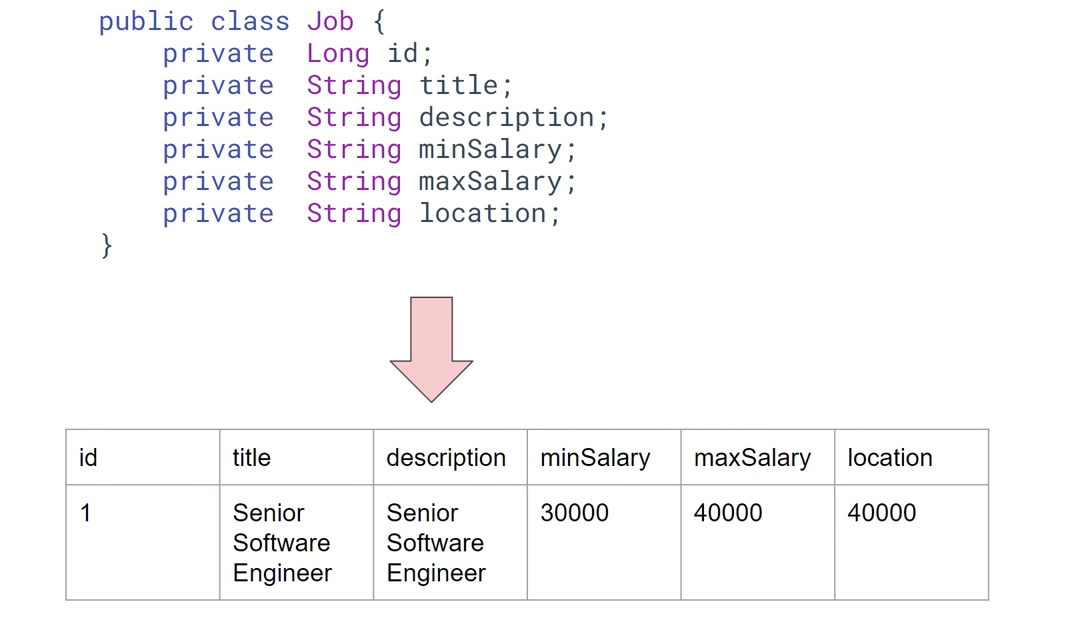 public class Job {
private Long id;
private String title;
private String description;
private String minSalary;
private String maxSalary;
private String location;
}
id title description minSalary maxSalary location
1 Senior Software Engineer Senior Software Engineer 30000 40000 40000